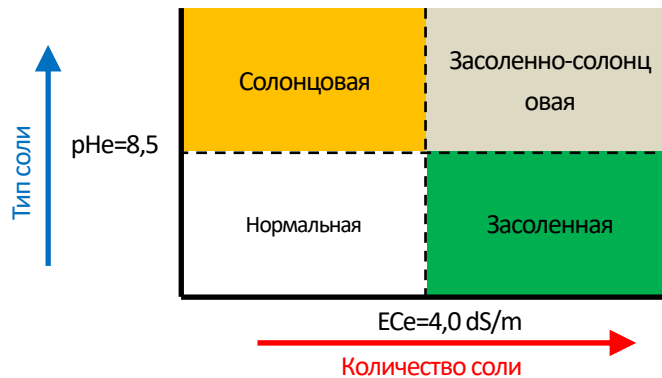 Солонцовая
Засоленно-солонц
овая
Тип соли
pHe=8,5
Нормальная
Засоленная
ECe=4,0 dS/m
Количество соли